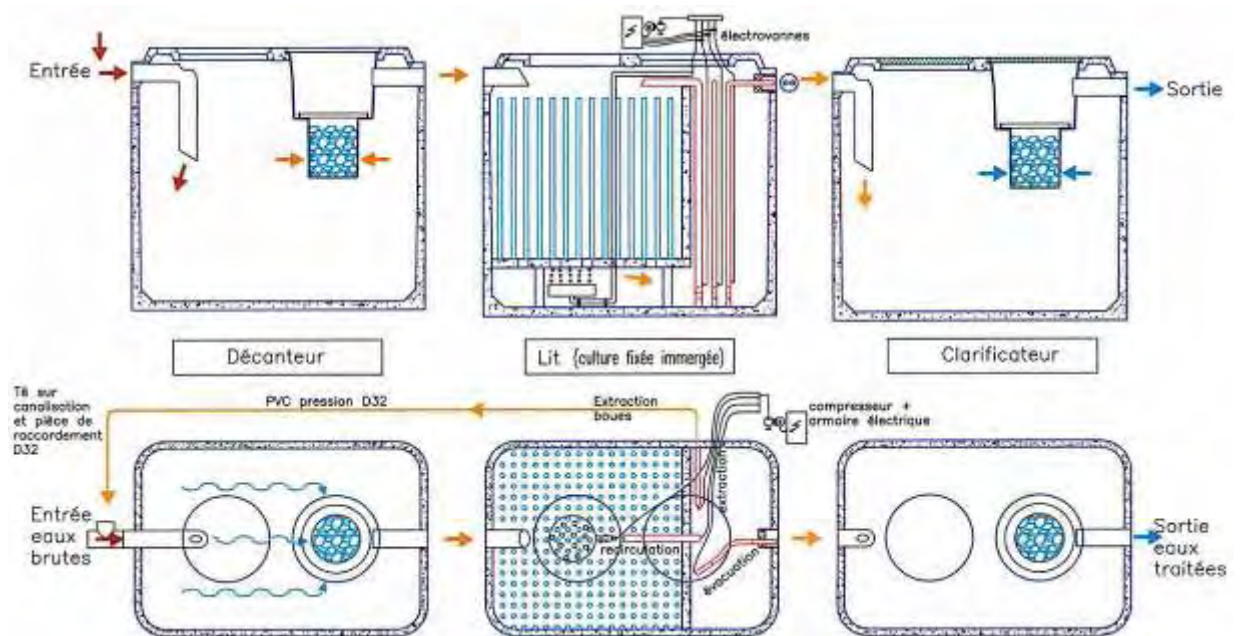 électrovannes
Entrée
Sortie
Décanteur
Lit (culture fixée immergée)
Clarificateur
Té sur
canalisation
et pièce de
raccordement
D32
PVC pression D32
Extraction
boues
compresseur +
armoire électrique
extraction
Entrée
eaux
brutes
recirculation
évacuation
Sortie
eaux
traitées